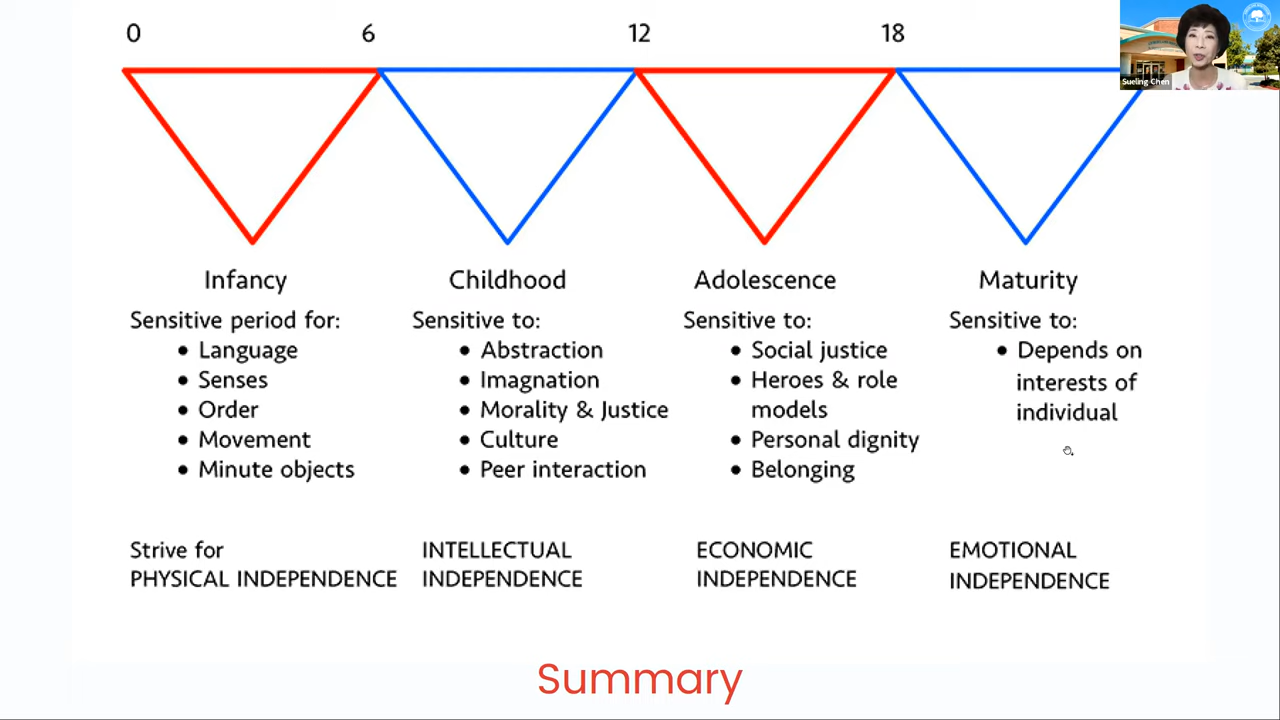 0
6
12
18
Sueling Chen
Infancy
Sensitive period for:
• Language
• Senses
• Order
• Movement
• Minute objects
Strive for
PHYSICAL INDEPENDENCE
Childhood
Sensitive to:
• Abstraction
• Imagnation
• Morality & Justice
• Culture
• Peer interaction
INTELLECTUAL
INDEPENDENCE
Adolescence
Sensitive to:
• Social justice
• Heroes & role
models
• Personal dignity
• Belonging
ECONOMIC
INDEPENDENCE
Maturity
Sensitive to:
• Depends on
interests of
individual
EMOTIONAL
INDEPENDENCE
Summary